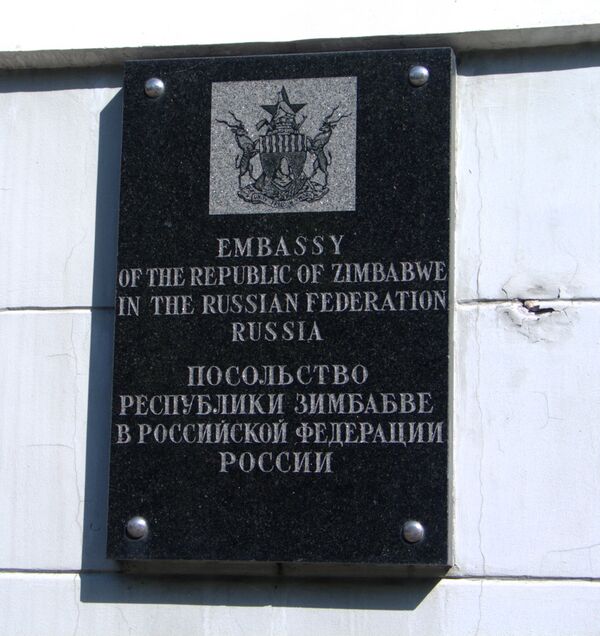 EMBASSY
OF THE REPUBLIC OF ZIMBABWE
IN THE RUSSIAN FEDERATION
RUSSIA
ПОСОЛЬСТВО
РЕСПУБЛИКИ ЗИМБАБВЕ
В РОССИЙСКОЙ ФЕДЕРАЦИИ
РОССИИ